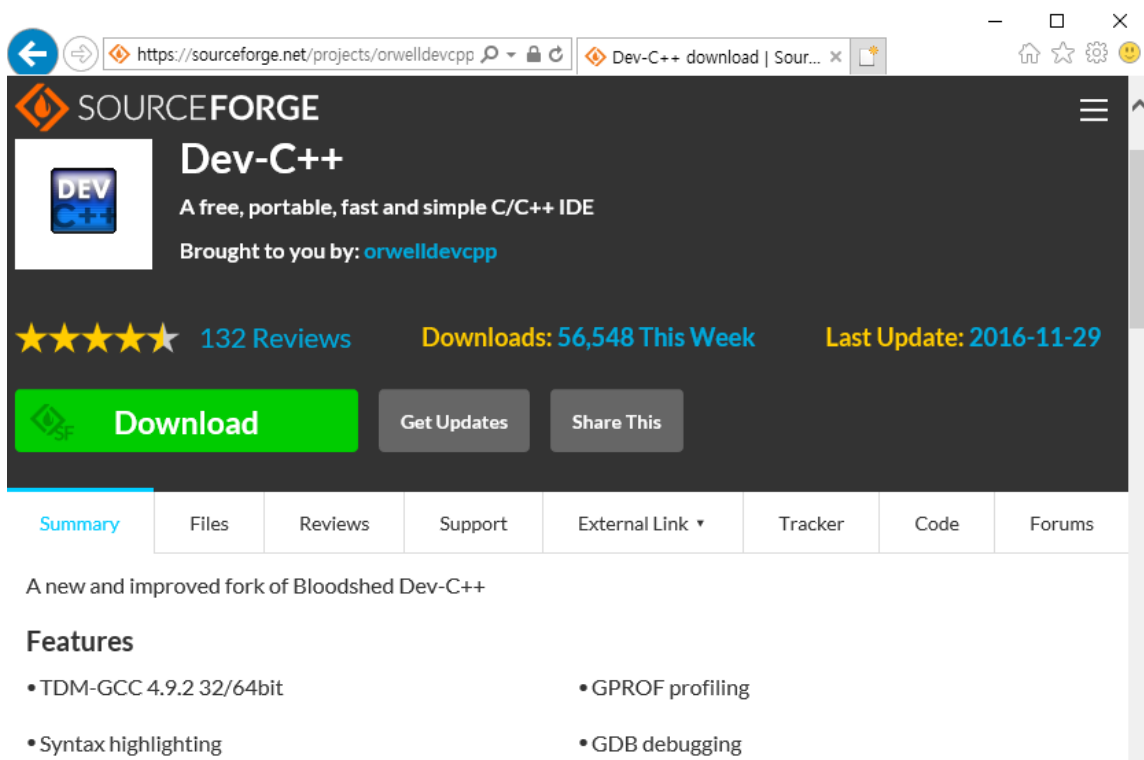 https://sourceforge.net/projects/orwelldevcpp
Dev-C++ download | Sour...
SOURCEFORGE
DEV
C++
Dev-C++
A free, portable, fast and simple C/C++ IDE
Brought to you by: orwelldevcpp
132 Reviews
Downloads: 56,548 This Week
Last Update: 2016-11-29
SF
Download
Get Updates
Share This
Summary
Files
Reviews
Support
External Link ▾
Tracker
Code
Forums
A new and improved fork of Bloodshed Dev-C++
Features
• TDM-GCC 4.9.2 32/64bit
• GPROF profiling
• Syntax highlighting
• GDB debugging